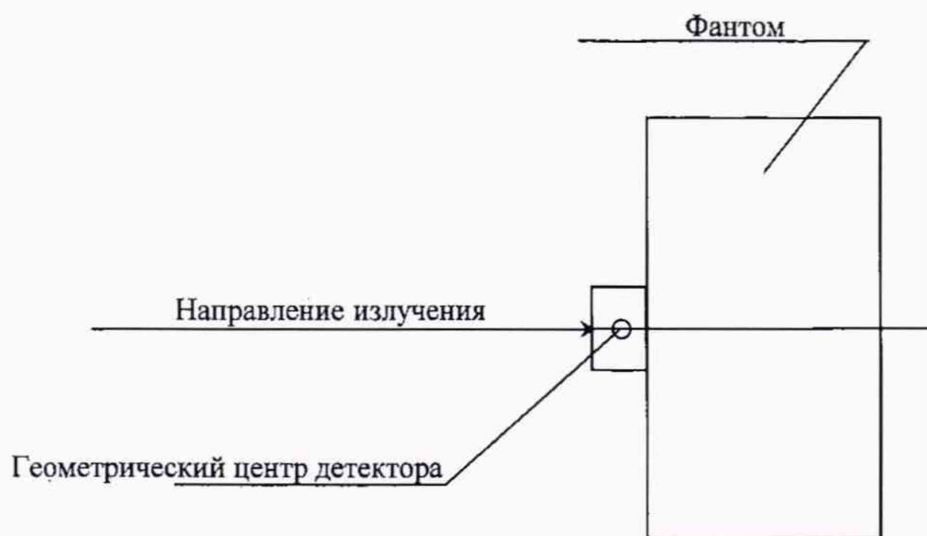 Фантом
Направление излучения
Геометрический центр детектора